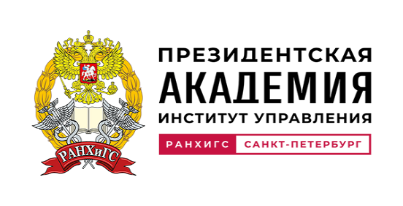 ПРЕЗИДЕНТСКАЯ
АКАДЕМИЯ
ИНСТИТУТ УПРАВЛЕНИЯ
РАНХИГС САНКТ-ПЕТЕРБУРГ
РАНХиГС